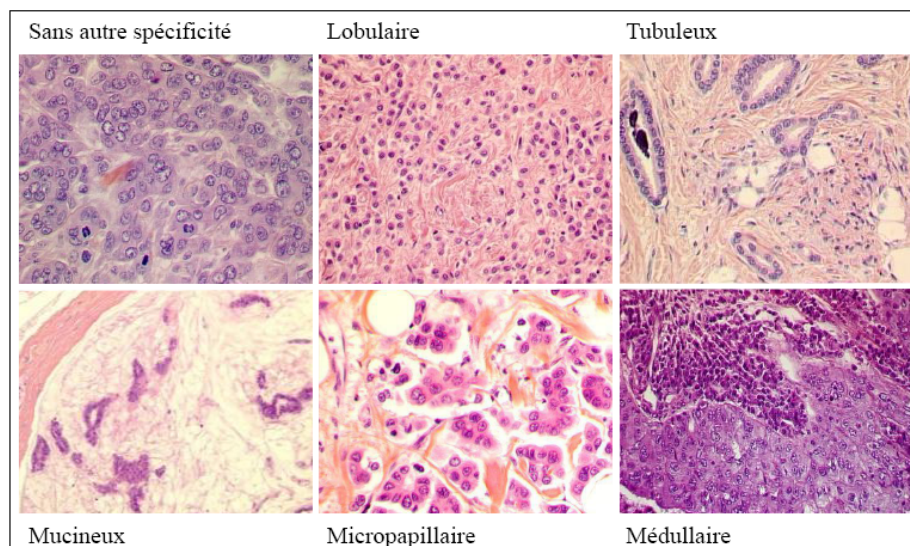 Sans autre spécificité
Lobulaire
Tubuleux
Mucineux
Micropapillaire
Médullaire